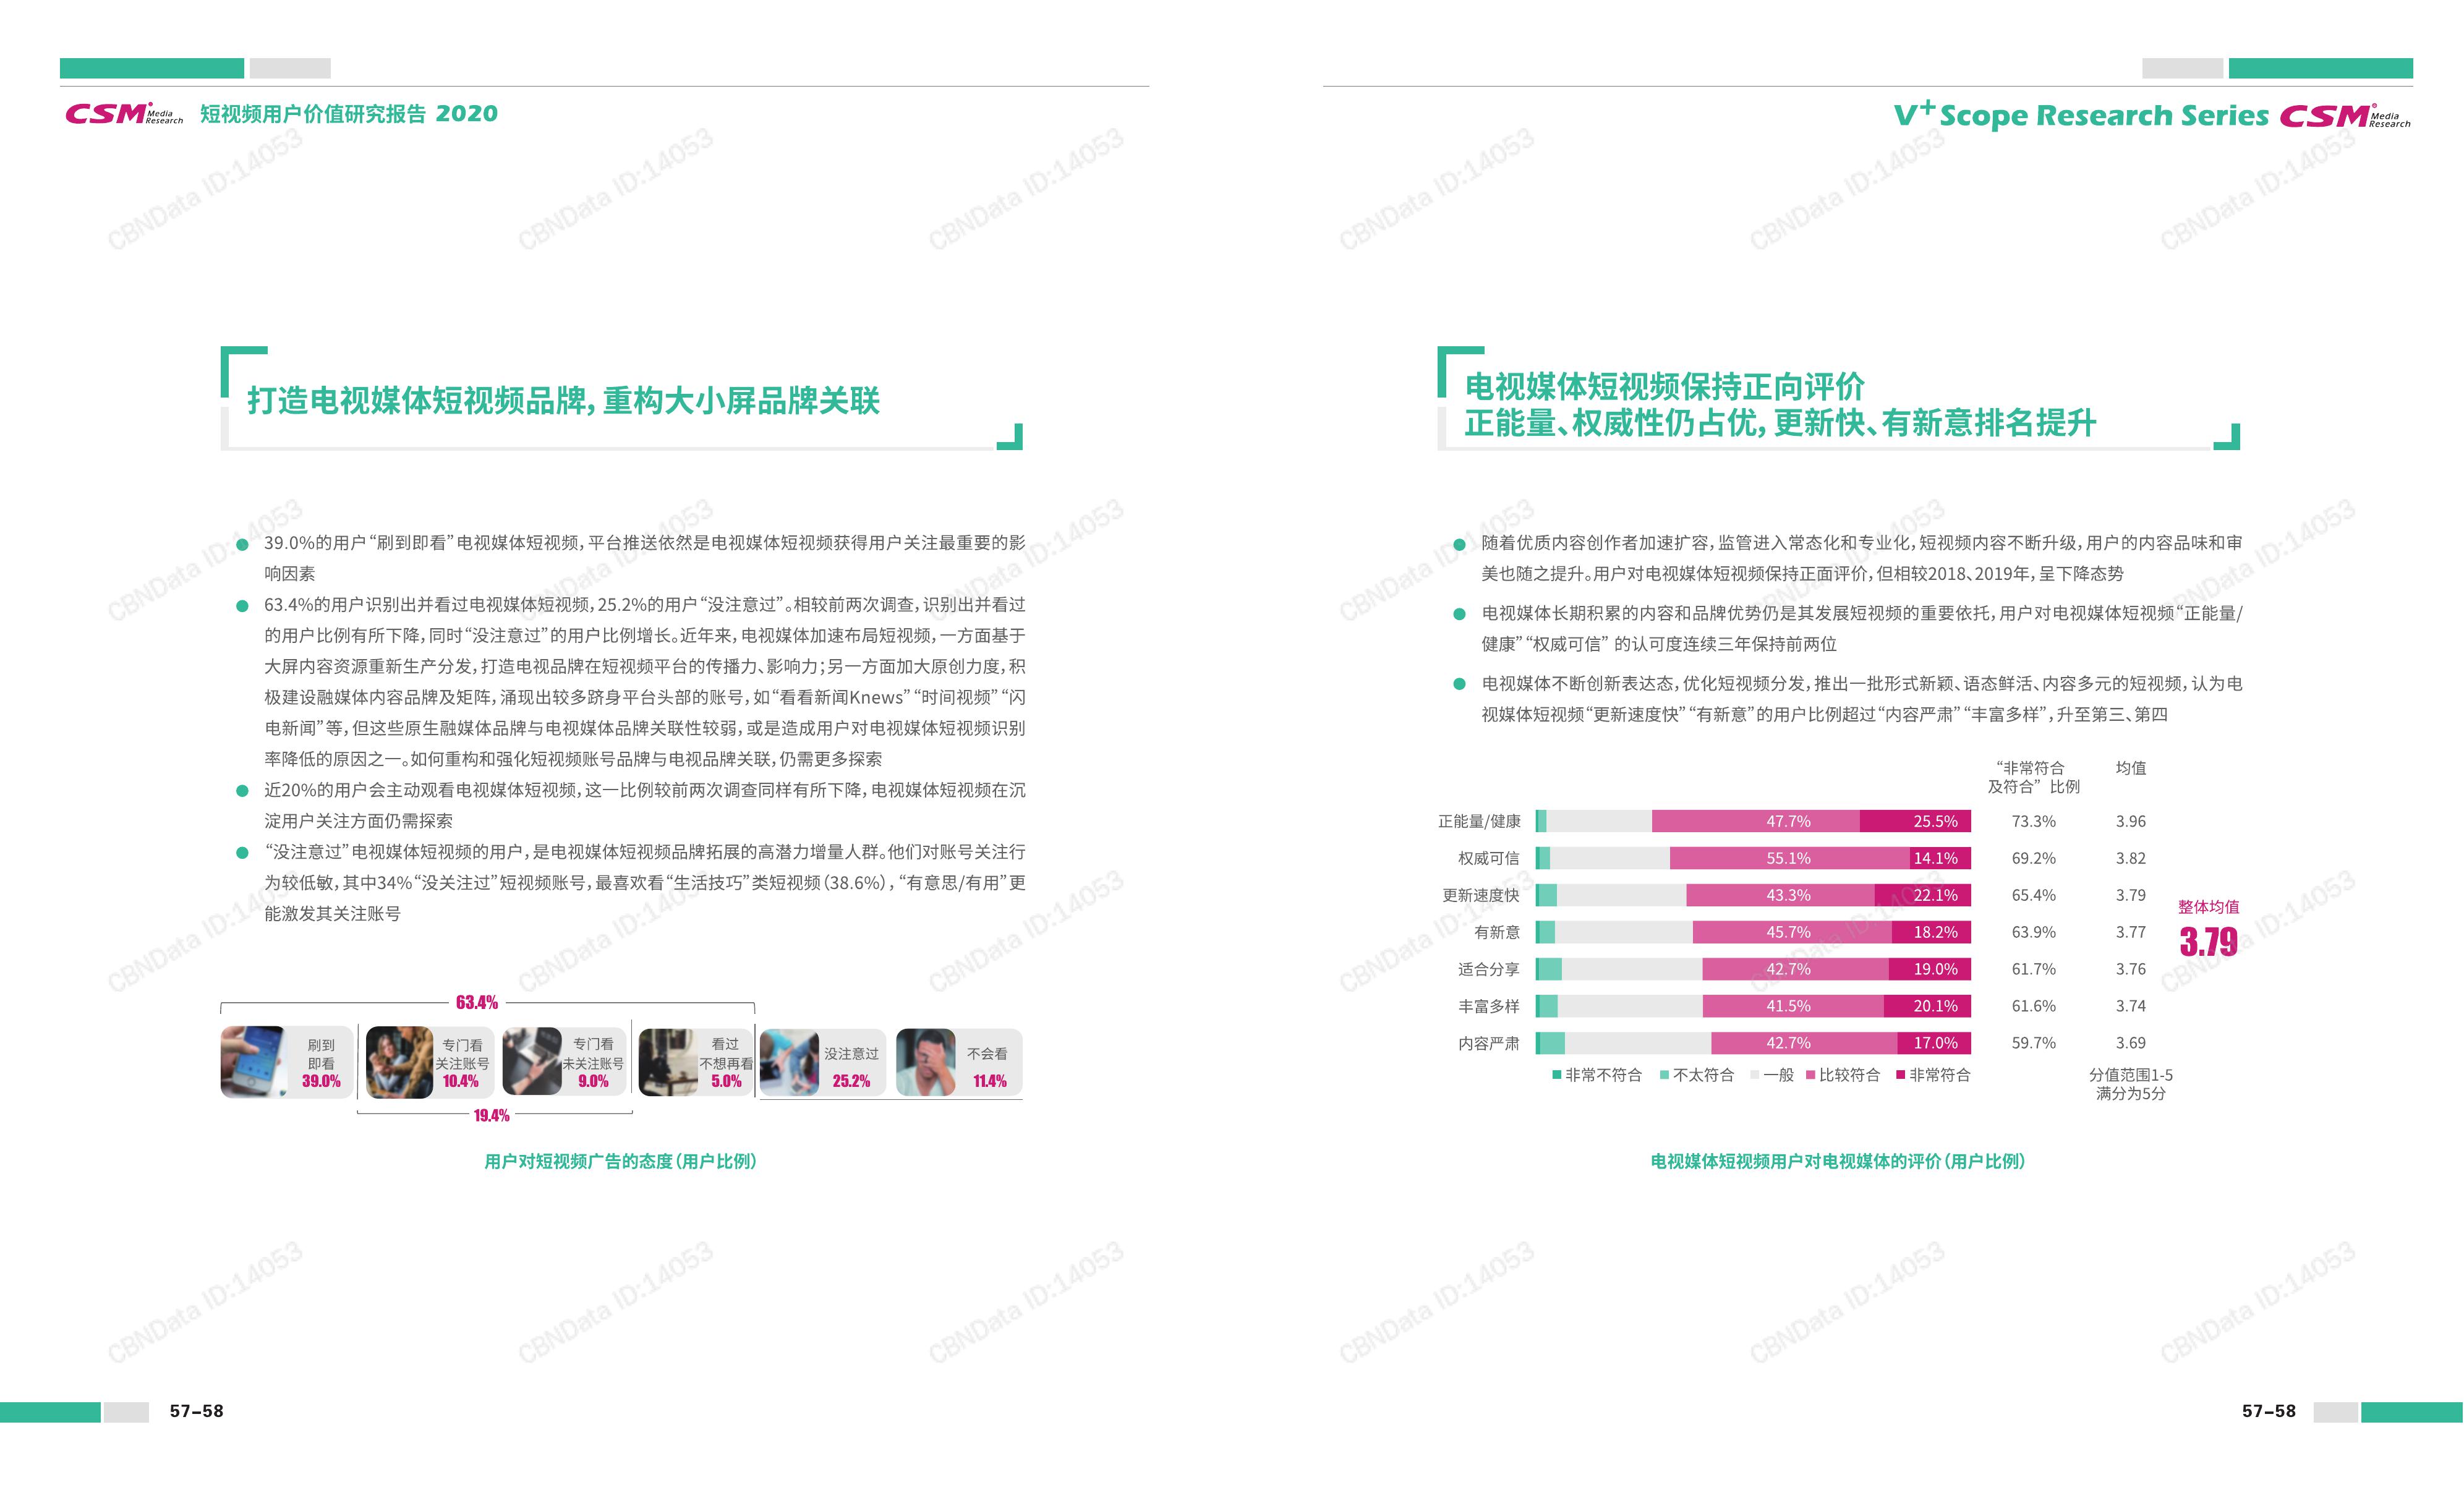 CSM Media Research 短视频用户价值研究报告 2020
V+Scope Research Series CSM Media Research
打造电视媒体短视频品牌，重构大小屏品牌关联
39.0%的用户“刷到即看”电视媒体短视频，平台推送依然是电视媒体短视频获得用户关注最重要的影
响因素
63.4%的用户识别出并看过电视媒体短视频，25.2%的用户“没注意过”。相较前两次调查，识别出并看过
的用户比例有所下降，同时“没注意过”的用户比例增长。近年来，电视媒体加速布局短视频，一方面基于
大屏内容资源重新生产分发，打造电视品牌在短视频平台的传播力、影响力；另一方面加大原创力度，积
极建设融媒体内容品牌及矩阵，涌现出较多跻身平台头部的账号，如“看看新闻Knews”“时间视频”“闪
电新闻”等，但这些原生融媒体品牌与电视媒体品牌关联性较弱，或是造成用户对电视媒体短视频识别
率降低的原因之一。如何重构和强化短视频账号品牌与电视品牌关联，仍需更多探索
近20%的用户会主动观看电视媒体短视频，这一比例较前两次调查同样有所下降，电视媒体短视频在沉
淀用户关注方面仍需探索
“没注意过”电视媒体短视频的用户，是电视媒体短视频品牌拓展的高潜力增量人群。他们对账号关注行
为较低敏，其中34%“没关注过”短视频账号，最喜欢看“生活技巧”类短视频（38.6%），“有意思/有用”更
能激发其关注账号
63.4%
刷到
即看
39.0%
专门看
关注账号
10.4%
专门看
未关注账号
9.0%
看过
不想再看
5.0%
没注意过
25.2%
不会看
11.4%
19.4%
用户对短视频广告的态度（用户比例）
57-58
电视媒体短视频保持正向评价
正能量、权威性仍占优，更新快、有新意排名提升
随着优质内容创作者加速扩容，监管进入常态化和专业化，短视频内容不断升级，用户的内容品味和审
美也随之提升。用户对电视媒体短视频保持正面评价，但相较2018、2019年，呈下降态势
电视媒体长期积累的内容和品牌优势仍是其发展短视频的重要依托，用户对电视媒体短视频“正能量/
健康”“权威可信” 的认可度连续三年保持前两位
电视媒体不断创新表达态，优化短视频分发，推出一批形式新颖、语态鲜活、内容多元的短视频，认为电
视媒体短视频“更新速度快”“有新意”的用户比例超过“内容严肃”“丰富多样”，升至第三、第四
“非常符合
及符合”比例
均值
正能量/健康 47.7% 25.5% 73.3% 3.96
权威可信 55.1% 14.1% 69.2% 3.82
更新速度快 43.3% 22.1% 65.4% 3.79
有新意 45.7% 18.2% 63.9% 3.77
适合分享 42.7% 19.0% 61.7% 3.76
丰富多样 41.5% 20.1% 61.6% 3.74
内容严肃 42.7% 17.0% 59.7% 3.69
整体均值
3.79
非常不符合 不太符合 一般 比较符合 非常符合
分值范围1-5
满分为5分
电视媒体短视频用户对电视媒体的评价（用户比例）
57-58
CBNData ID:14053